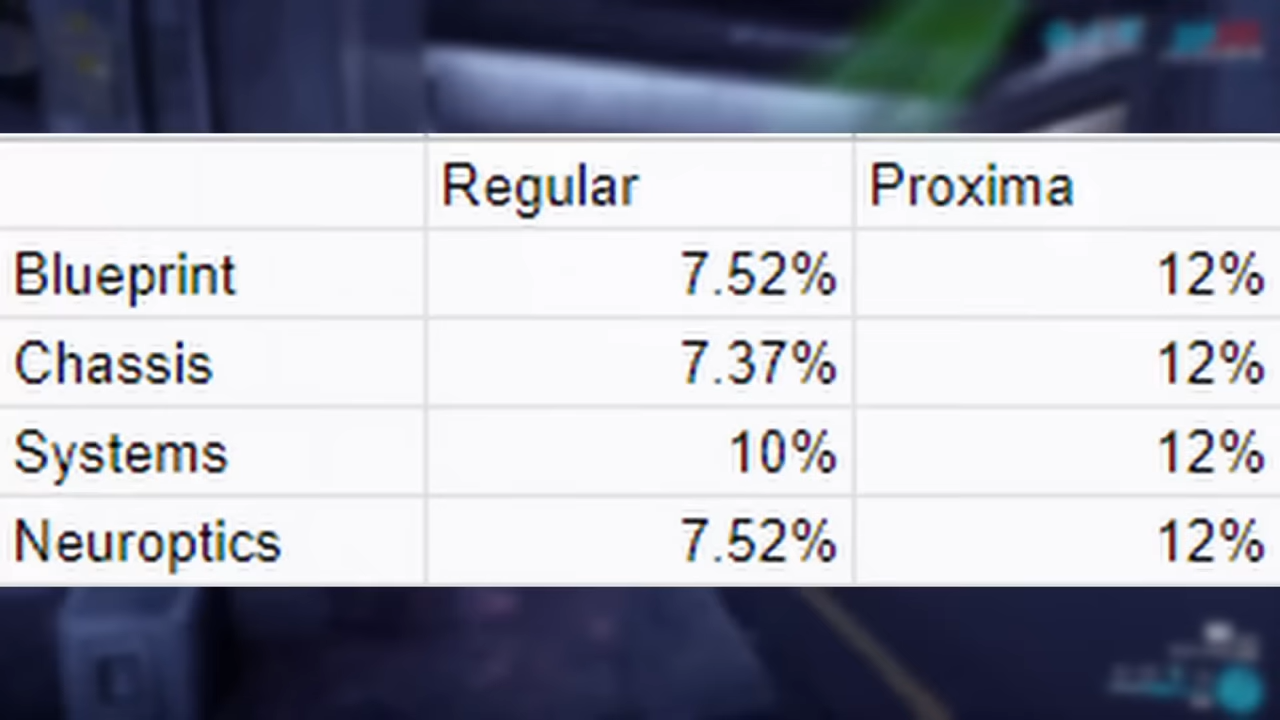 Regular Proxima
Blueprint 7.52% 12%
Chassis 7.37% 12%
Systems 10% 12%
Neuroptics 7.52% 12%